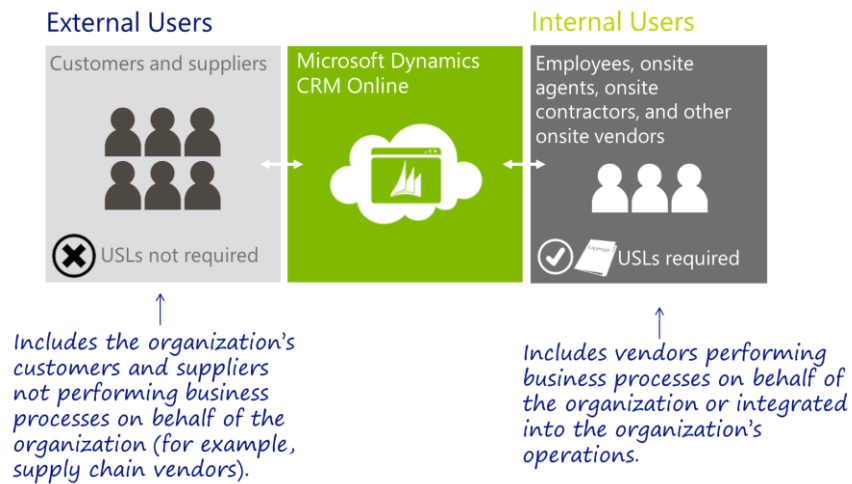 External Users
Internal Users
Customers and suppliers
Microsoft Dynamics
CRM Online
Employees, onsite
agents, onsite
contractors, and other
onsite vendors
USLs not required
License
USLs required
Includes the organization's
customers and suppliers
not performing business
processes on behalf of the
organization (for example,
supply chain vendors).
Includes vendors performing
business processes on behalf of
the organization or integrated
into the organization's
operations.